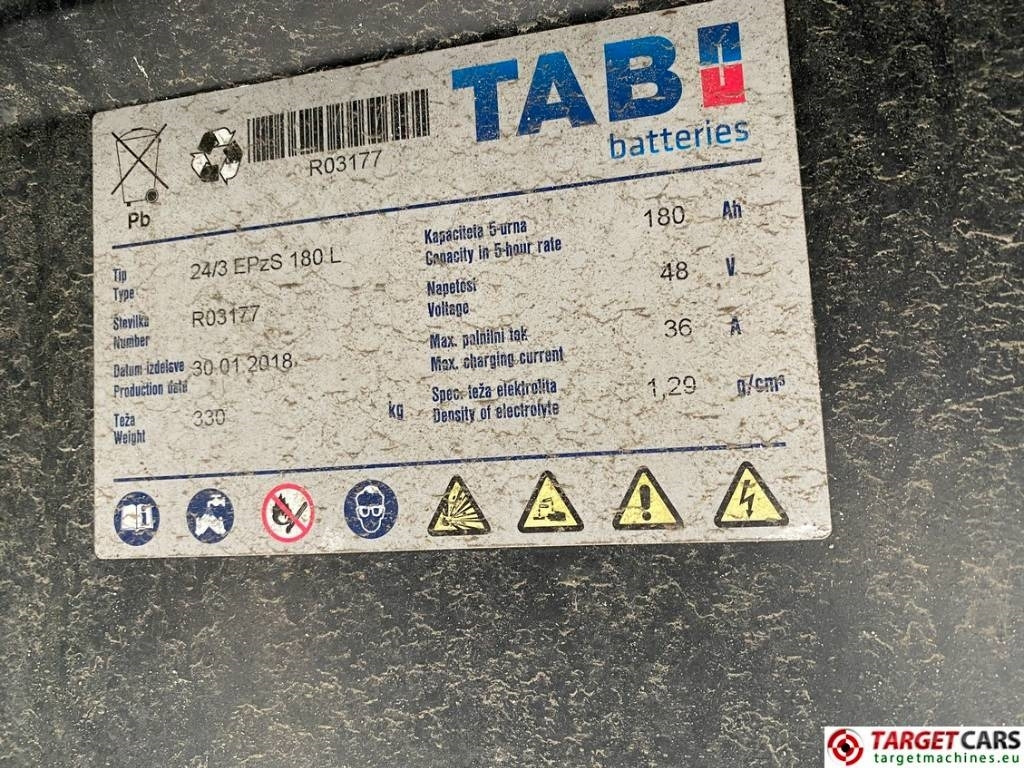 TAB
batteries
R03177
Pb
Tip
Type
24/3 EPzS 180 L
Številka
Number
R03177
Datum izdelave
Production date
30.01.2018
Teža
Weight
330 kg
Kapaciteta 5-urna
Capacity in 5-hour rate
180 Ah
Napetost
Voltage
48 V
Max. polnilni tok
Max. charging current
36 A
Spec. teža elektrolita
Density of electrolyte
1,29 g/cm³
TARGETCARS
targetmachines.eu